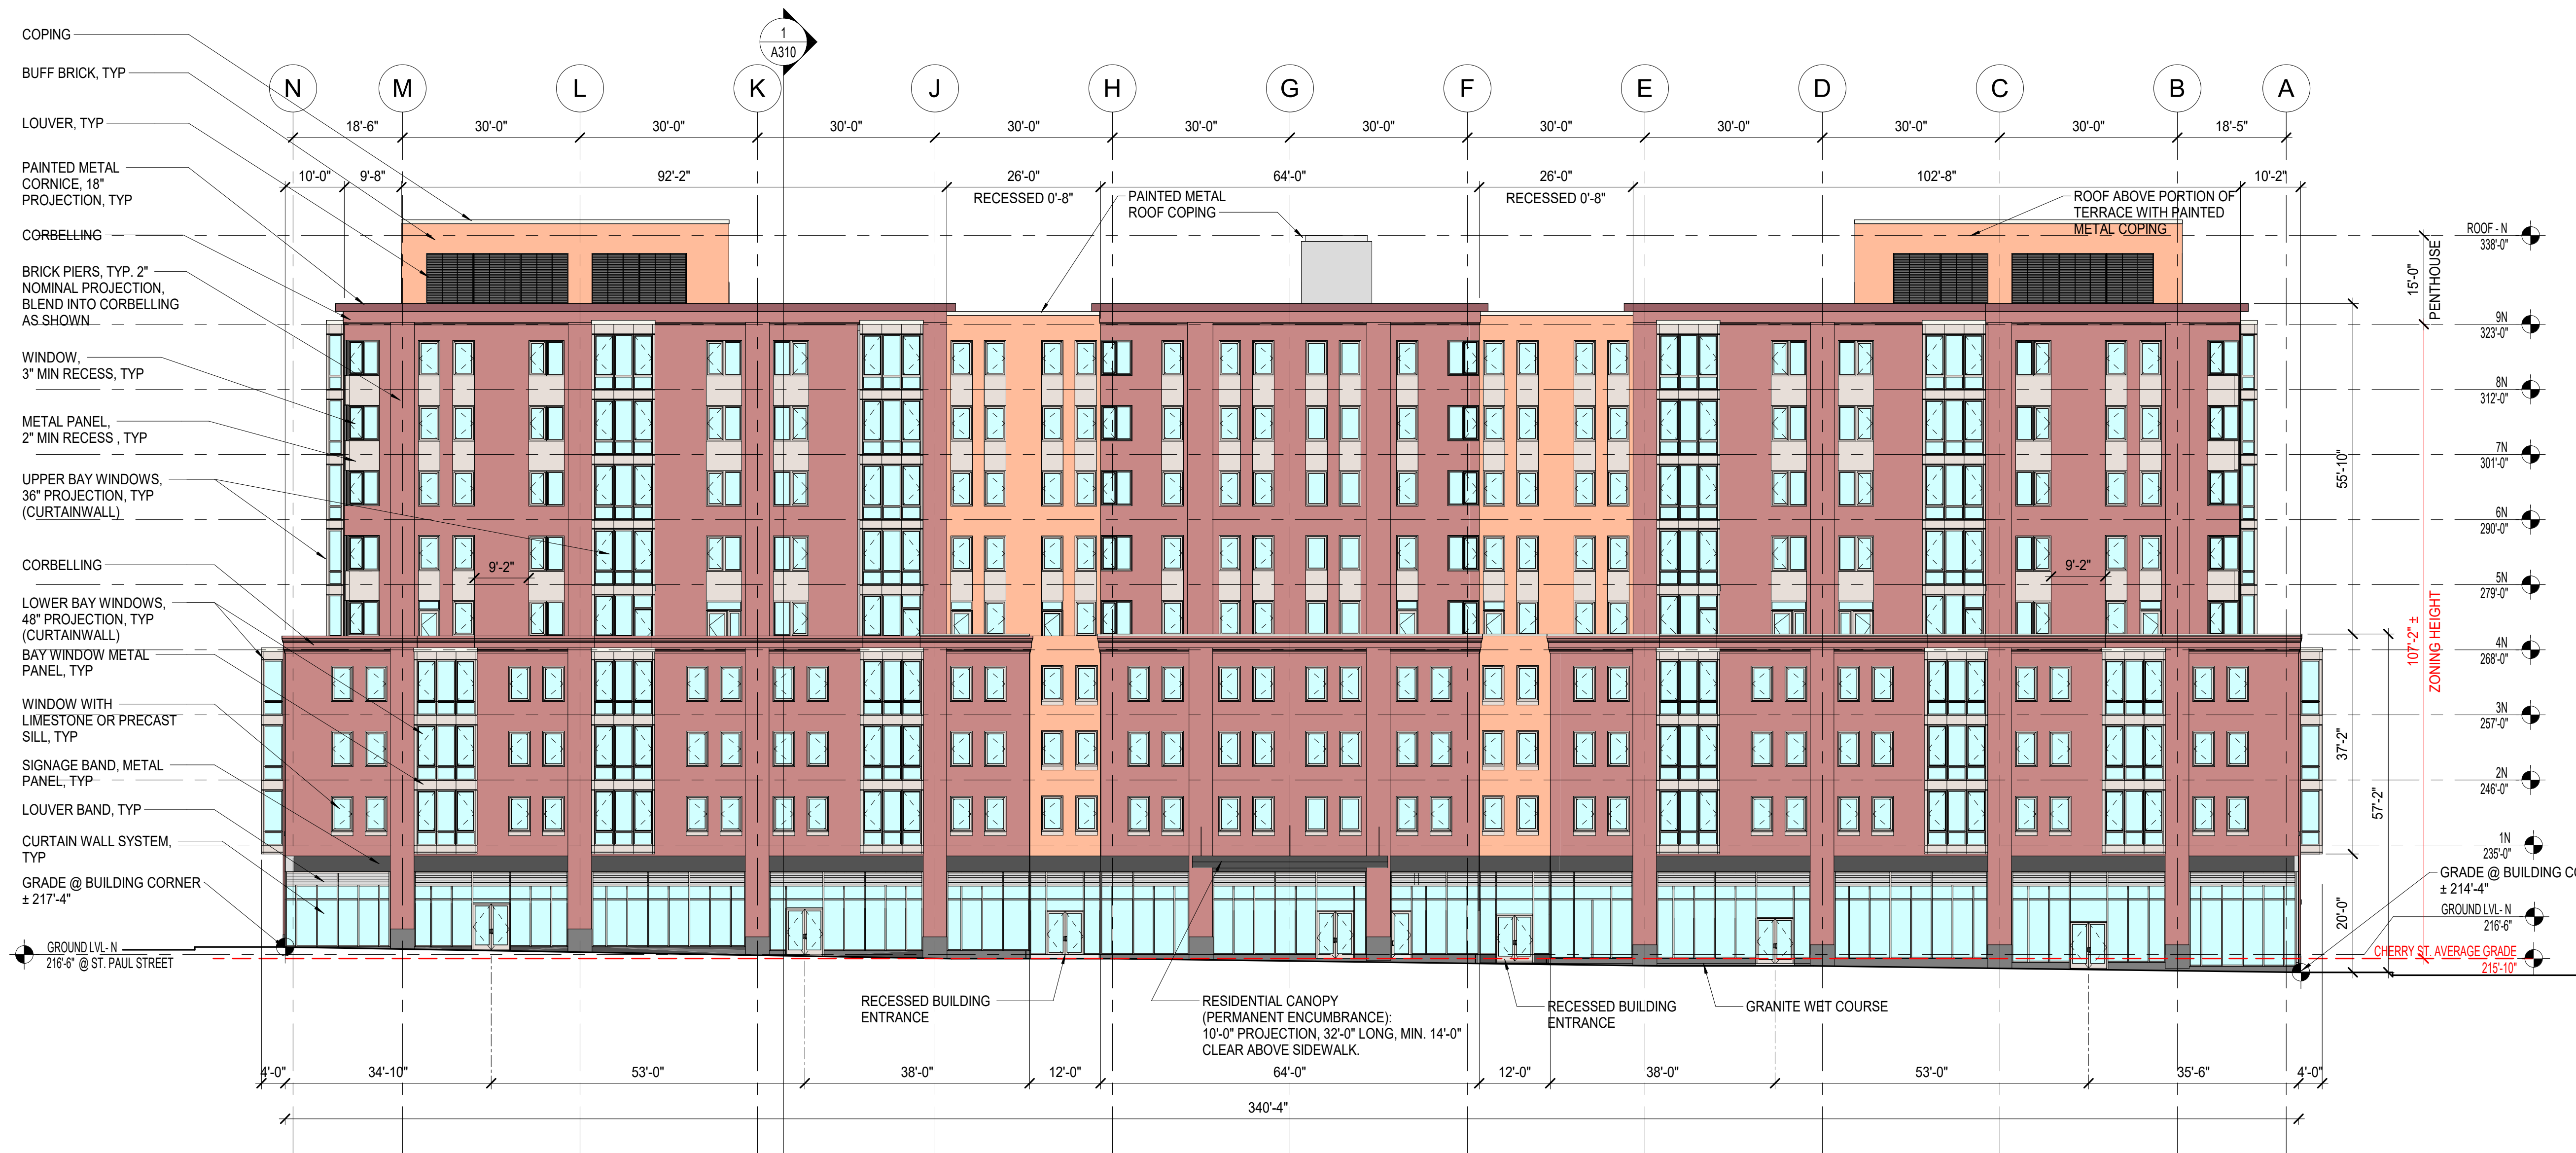 COPING
BUFF BRICK, TYP
LOUVER, TYP
PAINTED METAL
CORNICE, 18"
PROJECTION, TYP
CORBELLING
BRICK PIERS, TYP. 2"
NOMINAL PROJECTION,
BLEND INTO CORBELLING
AS SHOWN
WINDOW,
3" MIN RECESS, TYP
METAL PANEL,
2" MIN RECESS , TYP
UPPER BAY WINDOWS,
36" PROJECTION, TYP
(CURTAINWALL)
CORBELLING
LOWER BAY WINDOWS,
48" PROJECTION, TYP
(CURTAINWALL)
BAY WINDOW METAL
PANEL, TYP
WINDOW WITH
LIMESTONE OR PRECAST
SILL, TYP
SIGNAGE BAND, METAL
PANEL, TYP
LOUVER BAND, TYP
CURTAIN WALL SYSTEM,
TYP
GRADE @ BUILDING CORNER
± 217'-4"
GROUND LVL- N
216'-6" @ ST. PAUL STREET
1
A310
N M L K J H G F E D C B A
18'-6" 30'-0" 30'-0" 30'-0" 30'-0" 30'-0" 30'-0" 30'-0" 30'-0" 30'-0" 30'-0" 18'-5"
10'-0" 9'-8" 92'-2" 26'-0" 64'-0" 26'-0" 102'-8" 10'-2"
RECESSED 0'-8"
RECESSED 0'-8"
PAINTED METAL
ROOF COPING
ROOF ABOVE PORTION OF
TERRACE WITH PAINTED
METAL COPING
9'-2"
9'-2"
ROOF - N
338'-0"
15'-0"
PENTHOUSE
9N
323'-0"
8N
312'-0"
7N
301'-0"
55'-10"
6N
290'-0"
5N
279'-0"
107'-2" ±
ZONING HEIGHT
4N
268'-0"
3N
257'-0"
37'-2"
2N
246'-0"
57'-2"
1N
235'-0"
GRADE @ BUILDING CO
± 214'-4"
20'-0"
GROUND LVL- N
216'-6"
CHERRY ST. AVERAGE GRADE
215'-10"
RECESSED BUILDING
ENTRANCE
RESIDENTIAL CANOPY
(PERMANENT ENCUMBRANCE):
10'-0" PROJECTION, 32'-0" LONG, MIN. 14'-0"
CLEAR ABOVE SIDEWALK.
RECESSED BUILDING
ENTRANCE
GRANITE WET COURSE
4'-0" 34'-10" 53'-0" 38'-0" 12'-0" 64'-0" 12'-0" 38'-0" 53'-0" 35'-6" 4'-0"
340'-4"